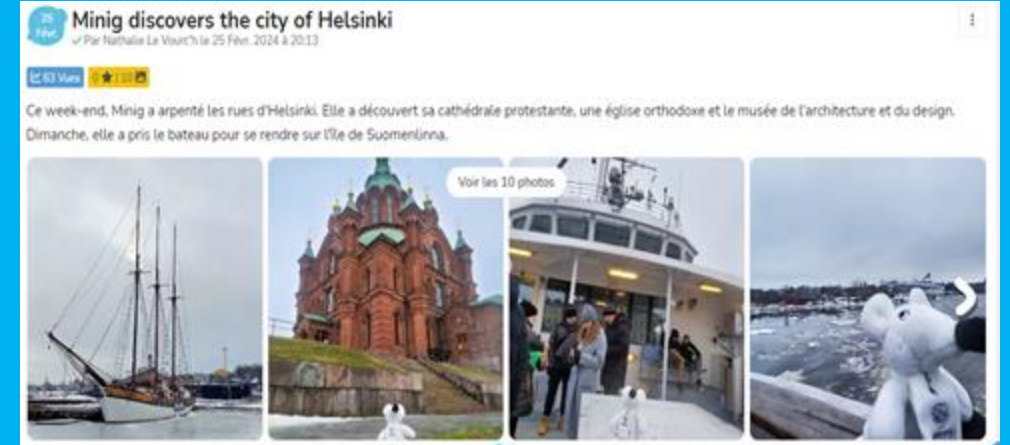 25
Févr.
Minig discovers the city of Helsinki
Par Nathalie Le Vourc'h le 25 Févr. 2024 à 20:13
63 Vues
Ce week-end, Minig a arpenté les rues d'Helsinki. Elle a découvert sa cathédrale protestante, une église orthodoxe et le musée de l'architecture et du design.
Dimanche, elle a pris le bateau pour se rendre sur l'île de Suomenlinna.
Voir les 10 photos